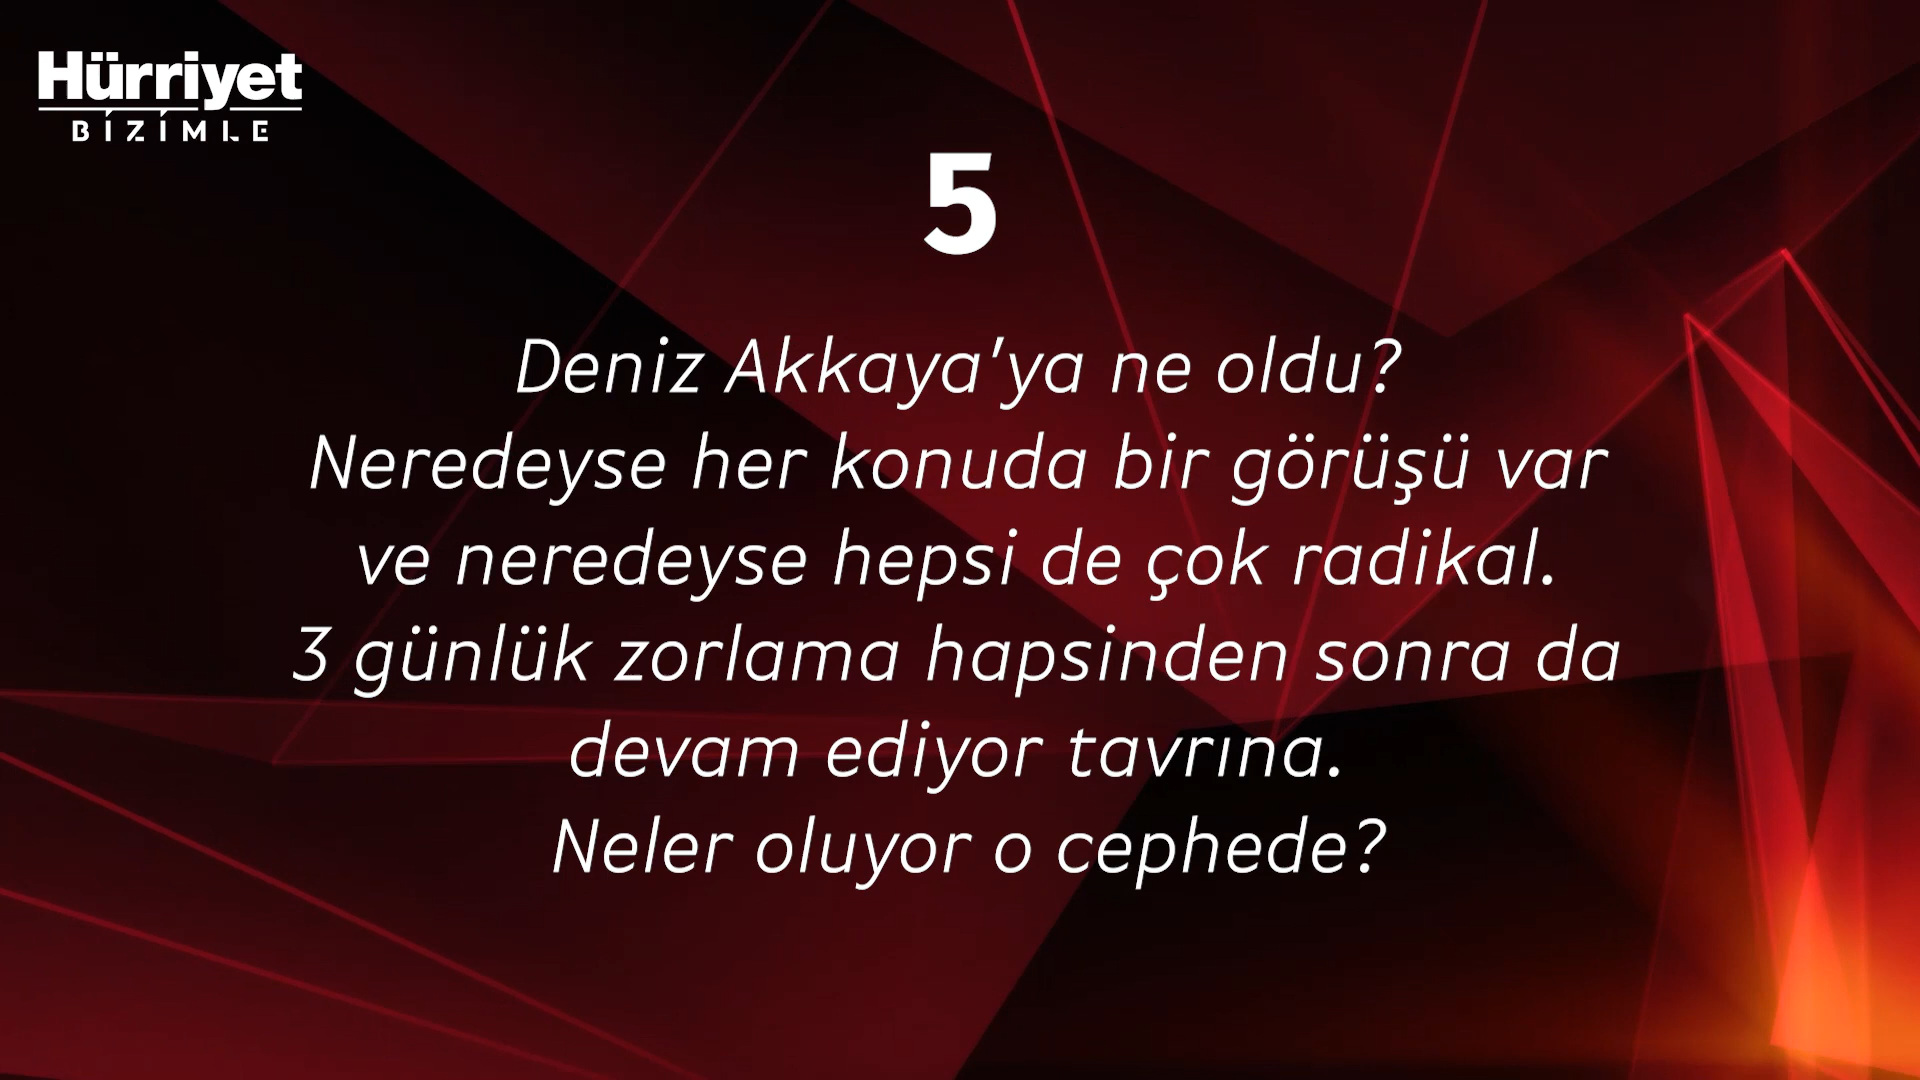 Hürriyet
BİZİMLE
5
Deniz Akkaya'ya ne oldu?
Neredeyse her konuda bir görüşü var
ve neredeyse hepsi de çok radikal.
3 günlük zorlama hapsinden sonra da
devam ediyor tavrına.
Neler oluyor o cephede?